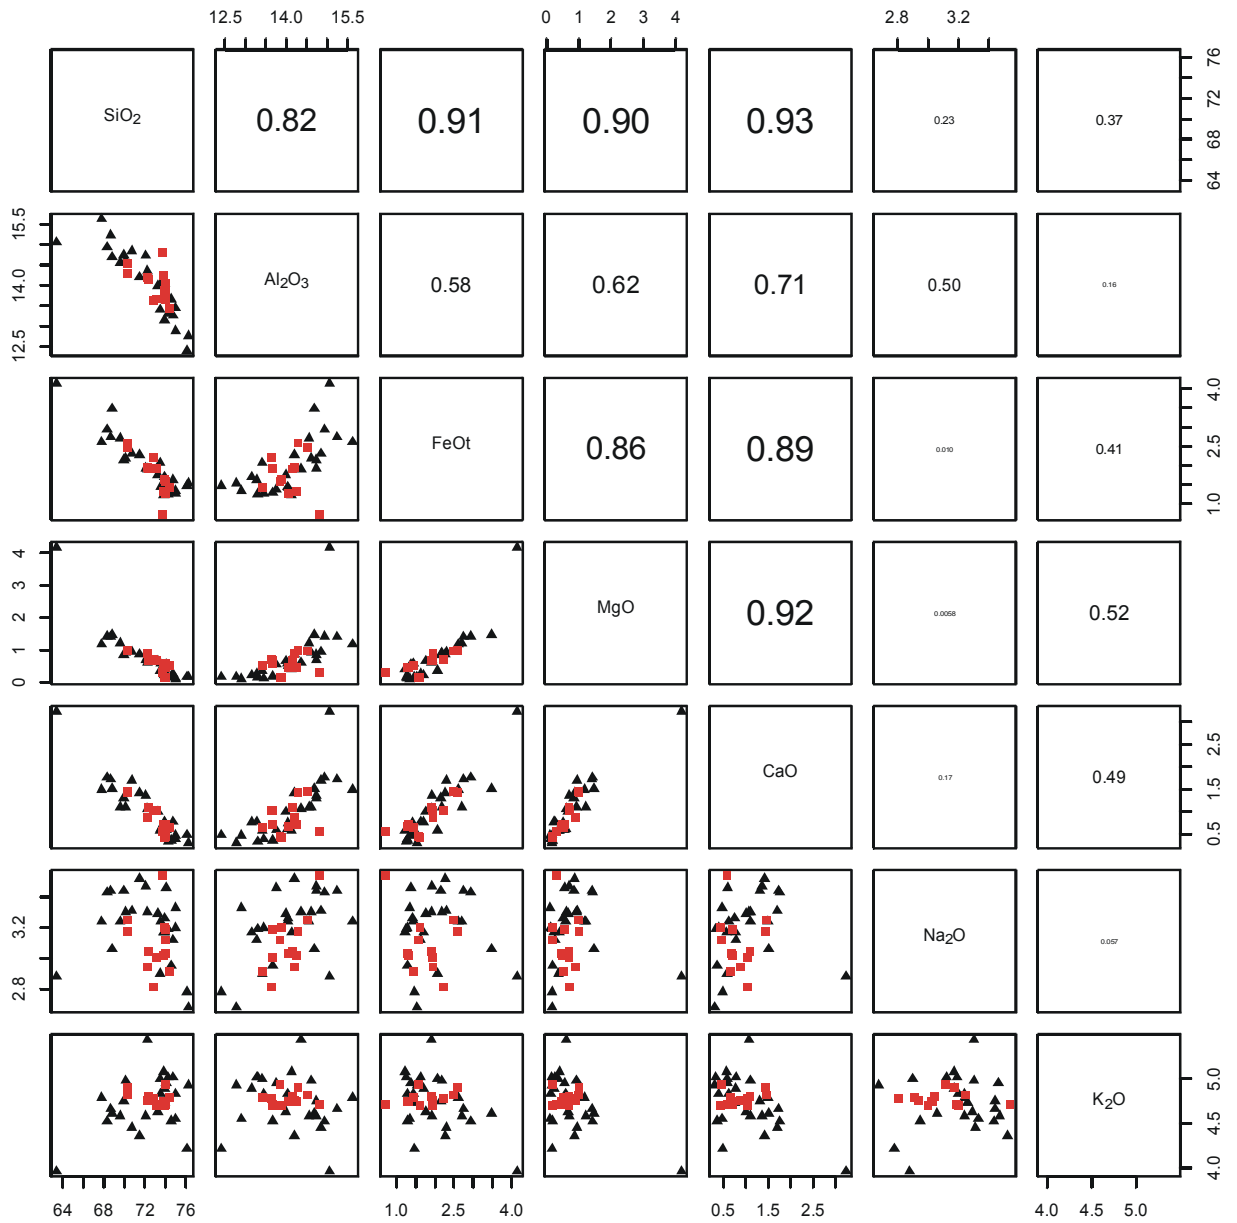 12.5 14.0 15.5 0 1 2 3 4 2.8 3.2
SiO₂ 0.82 0.91 0.90 0.93 0.23 0.37 64 68 72 76
12.5 14.0 15.5 Al₂O₃ 0.58 0.62 0.71 0.50 0.16
FeOt 0.86 0.89 0.010 0.41 1.0 2.5 4.0
0 1 2 3 4 MgO 0.92 0.0058 0.52
CaO 0.17 0.49 0.5 1.5 2.5
2.8 3.2 Na₂O 0.057
K₂O 4.0 4.5 5.0
64 68 72 76 1.0 2.5 4.0 0.5 1.5 2.5 4.0 4.5 5.0